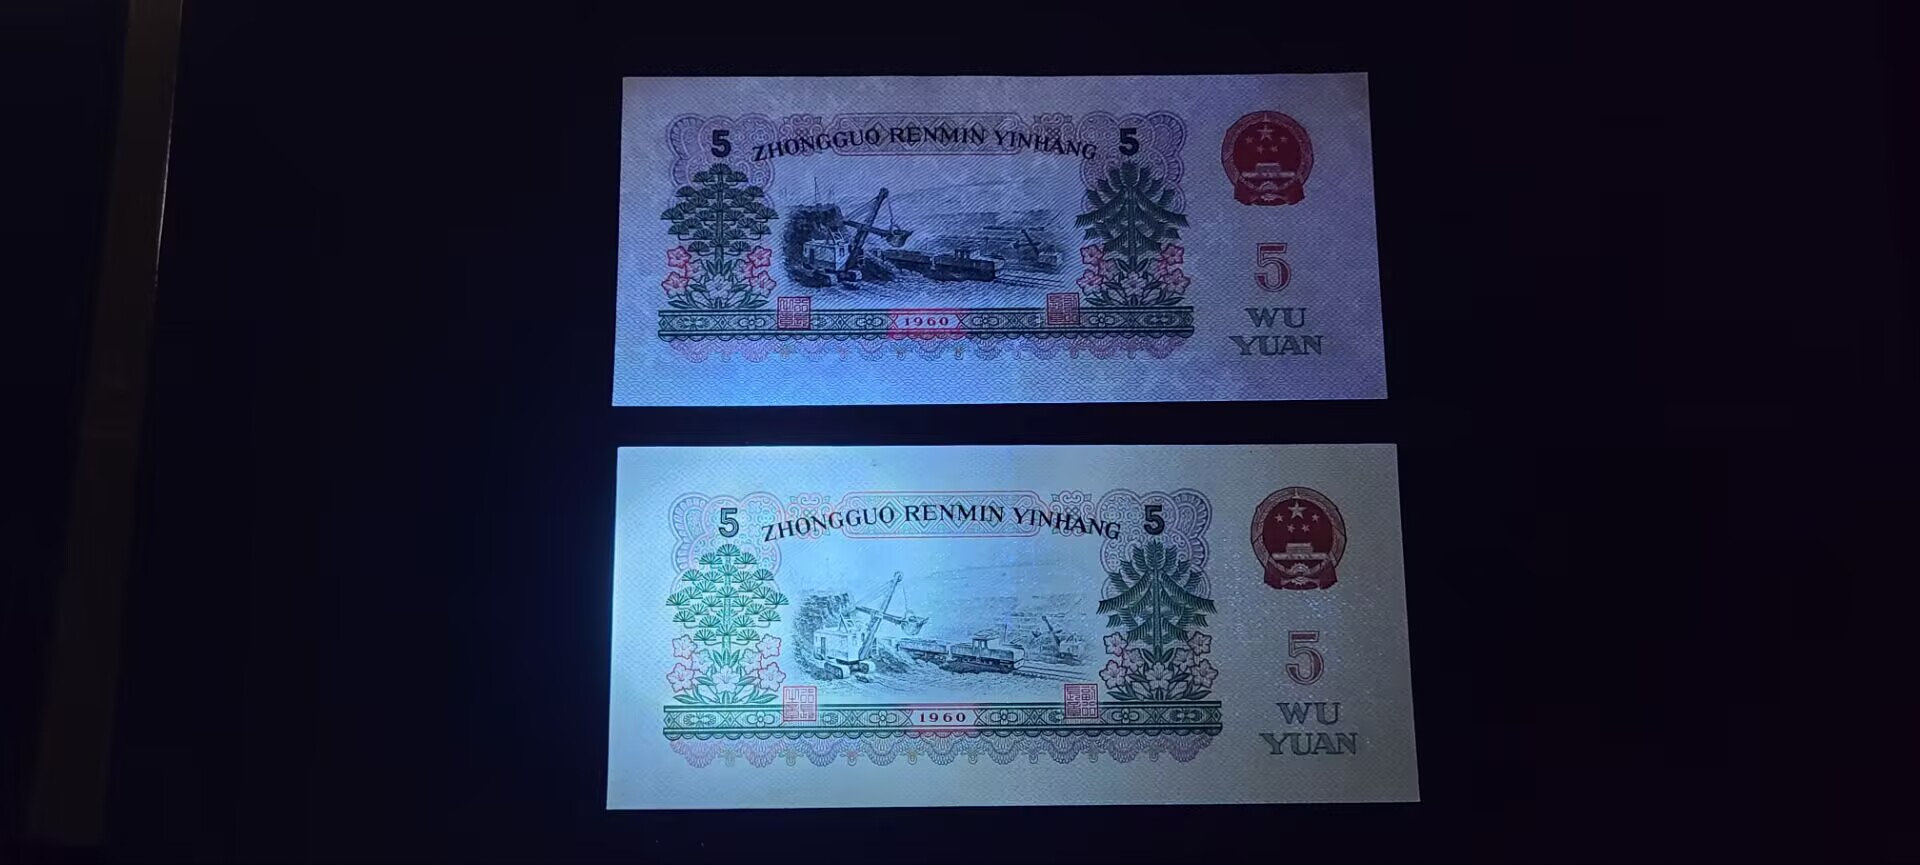 5 ZHONGGUO RENMIN YINHANG 5
5
WU
YUAN
1960
5 ZHONGGUO RENMIN YINHANG 5
5
WU
YUAN
1960